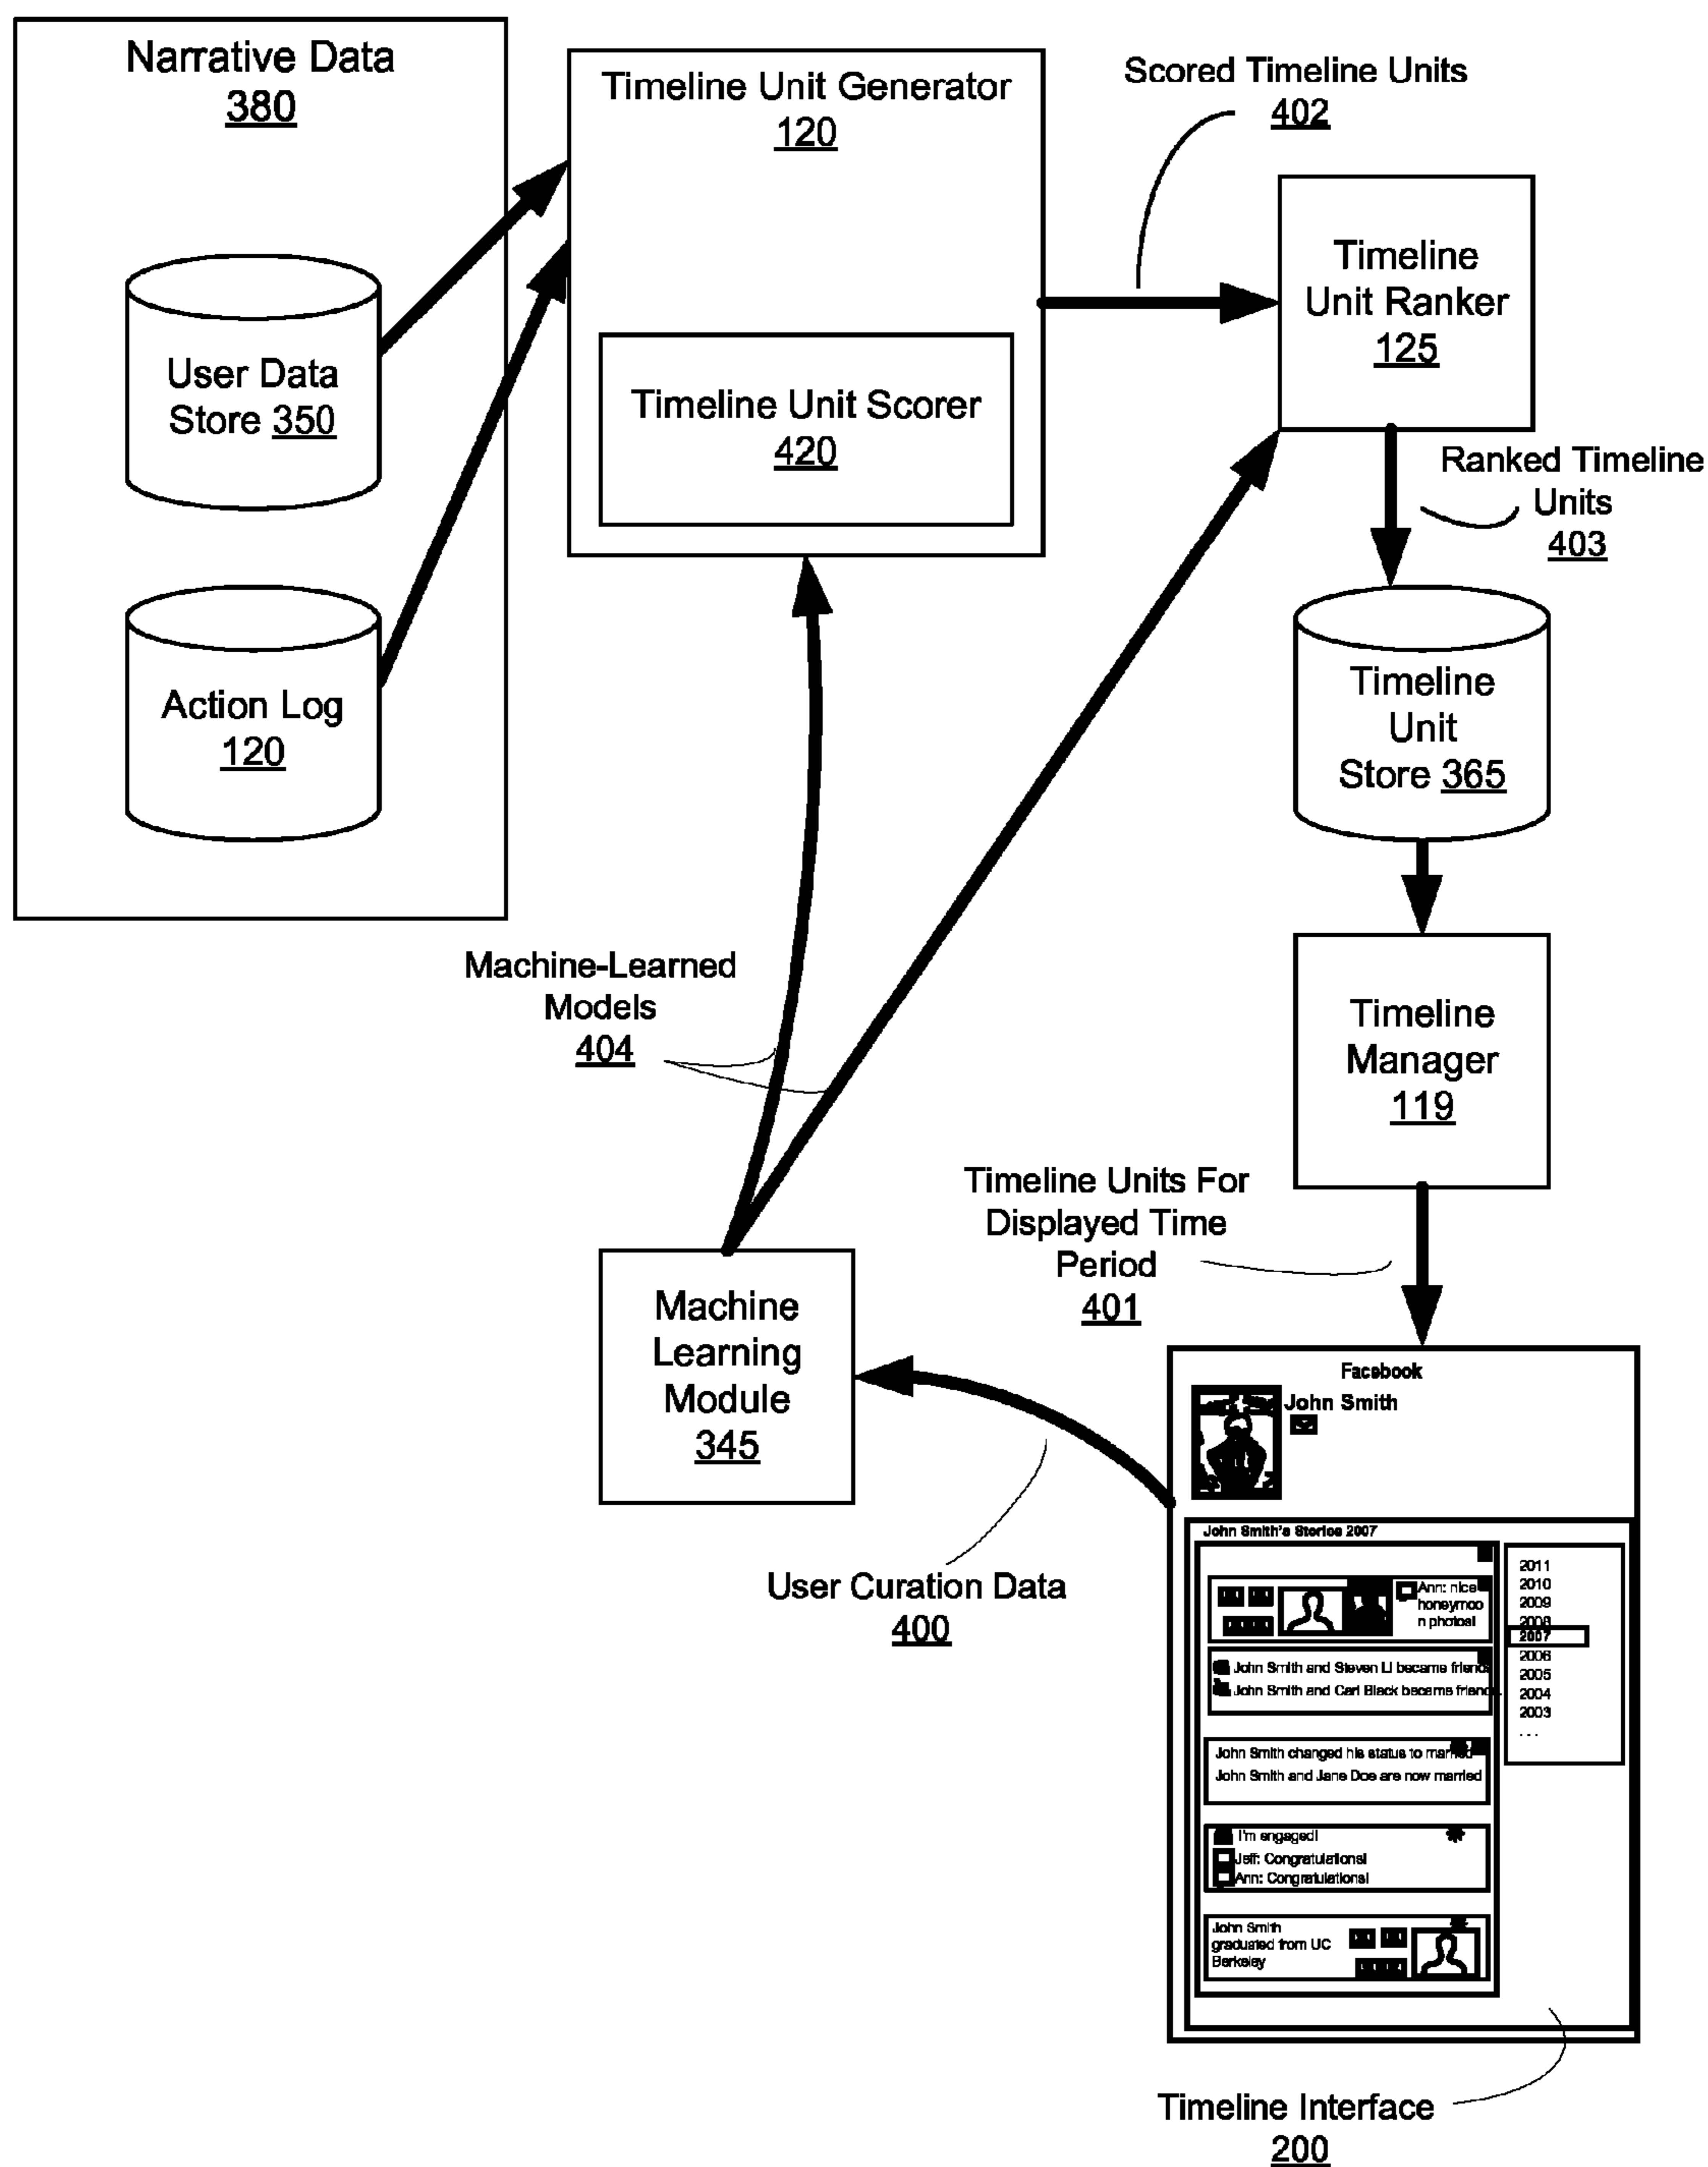 Narrative Data
380
User Data
Store 350
Action Log
120
Timeline Unit Generator
120
Timeline Unit Scorer
420
Scored Timeline Units
402
Timeline
Unit Ranker
125
Ranked Timeline
Units
403
Timeline
Unit
Store 365
Timeline
Manager
119
Machine-Learned
Models
404
Timeline Units For
Displayed Time
Period
401
Machine
Learning
Module
345
User Curation Data
400
Facebook
John Smith
John Smith's Stories 2007
Ann: nice
honeymoo
n photos!
John Smith and Steven Li became friend
John Smith and Carl Black became friend
John Smith changed his status to married
John Smith and Jane Doe are now married
I'm engaged!
Jeff: Congratulations!
Ann: Congratulations!
John Smith
graduated from UC
Berkeley
2011
2010
2009
2008
2007
2006
2005
2004
2003
...
Timeline Interface
200